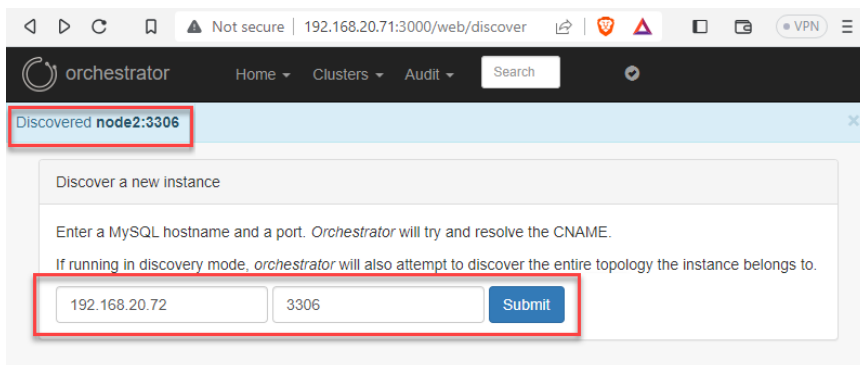 Not secure 192.168.20.71:3000/web/discover VPN
orchestrator Home Clusters Audit Search
Discovered node2:3306 ×
Discover a new instance
Enter a MySQL hostname and a port. Orchestrator will try and resolve the CNAME.
If running in discovery mode, orchestrator will also attempt to discover the entire topology the instance belongs to.
192.168.20.72 3306 Submit